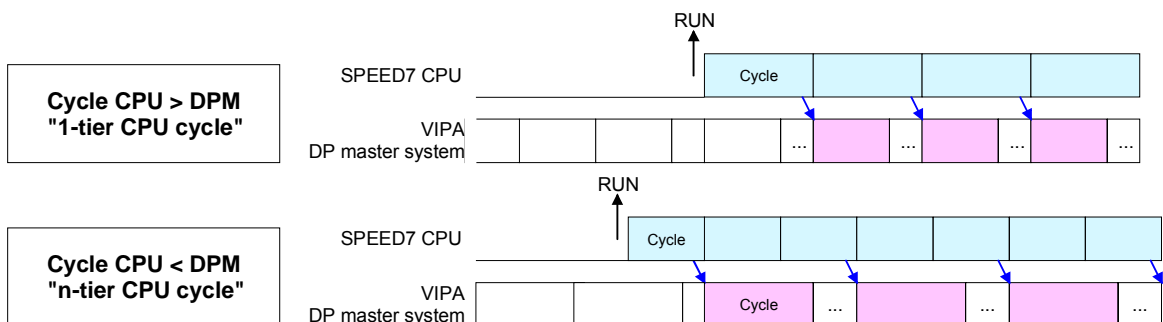 RUN
SPEED7 CPU
Cycle
Cycle CPU > DPM
"1-tier CPU cycle"
VIPA
DP master system
...
...
...
...
RUN
SPEED7 CPU
Cycle
Cycle CPU < DPM
"n-tier CPU cycle"
VIPA
DP master system
Cycle
...
...
...